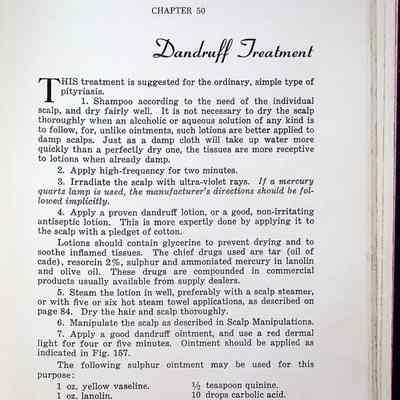 CHAPTER 50
Dandruff Treatment
THIS treatment is suggested for the ordinary, simple type of
pityriasis.
1. Shampoo according to the need of the individual
scalp, and dry fairly well. It is not necessary to dry the scalp
thoroughly when an alcoholic or aqueous solution of any kind is
to follow, for, unlike ointments, such lotions are better applied to
damp scalps. Just as a damp cloth will take up water more
quickly than a perfectly dry one, the tissues are more receptive
to lotions when already damp.
2. Apply high-frequency for two minutes.
3. Irradiate the scalp with ultra-violet rays. If a mercury
quartz lamp is used, the manufacturer's directions should be fol-
lowed implicitly.
4. Apply a proven dandruff lotion, or a good, non-irritating
antiseptic lotion. This is more expertly done by applying it to
the scalp with a pledget of cotton.
Lotions should contain glycerine to prevent drying and to
soothe inflamed tissues. The chief drugs used are tar (oil of
cade), resorcin 2%, sulphur and ammoniated mercury in lanolin
and olive oil. These drugs are compounded in commercial
products usually available from supply dealers.
5. Steam the lotion in well, preferably with a scalp steamer,
or with five or six hot steam towel applications, as described on
page 84. Dry the hair and scalp thoroughly.
6. Manipulate the scalp as described in Scalp Manipulations.
7. Apply a good dandruff ointment, and use a red dermal
light for four or five minutes. Ointment should be applied as
indicated in Fig. 157.
The following sulphur ointment may be used for this
purpose:
1 oz. yellow vaseline. ½ teaspoon quinine.
1 oz. lanolin. 10 drops carbolic acid.